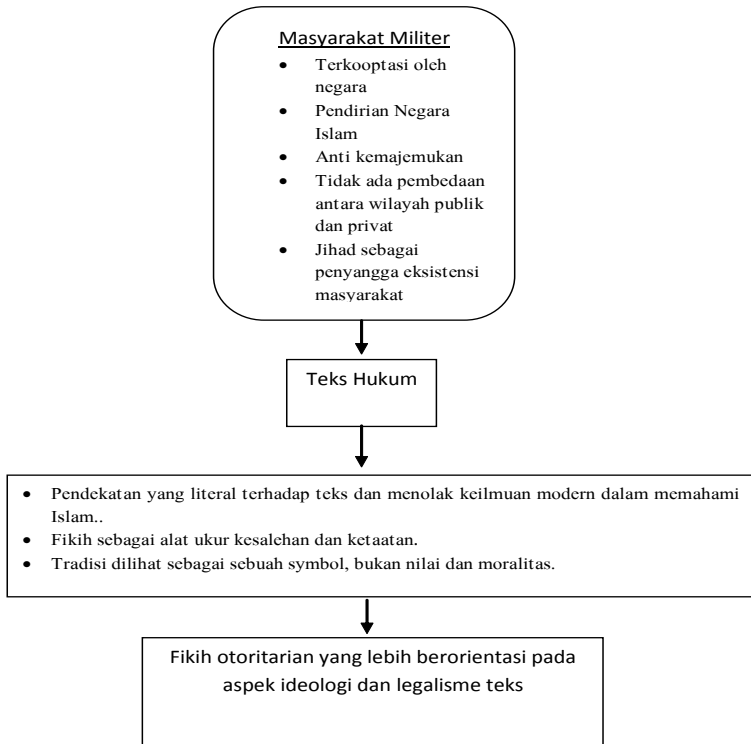 Masyarakat Militer
• Terkooptasi oleh
negara
• Pendirian Negara
Islam
• Anti kemajemukan
• Tidak ada pembedaan
antara wilayah publik
dan privat
• Jihad sebagai
penyangga eksistensi
masyarakat
Teks Hukum
• Pendekatan yang literal terhadap teks dan menolak keilmuan modern dalam memahami
Islam..
• Fikih sebagai alat ukur kesalehan dan ketaatan.
• Tradisi dilihat sebagai sebuah symbol, bukan nilai dan moralitas.
Fikih otoritarian yang lebih berorientasi pada
aspek ideologi dan legalisme teks